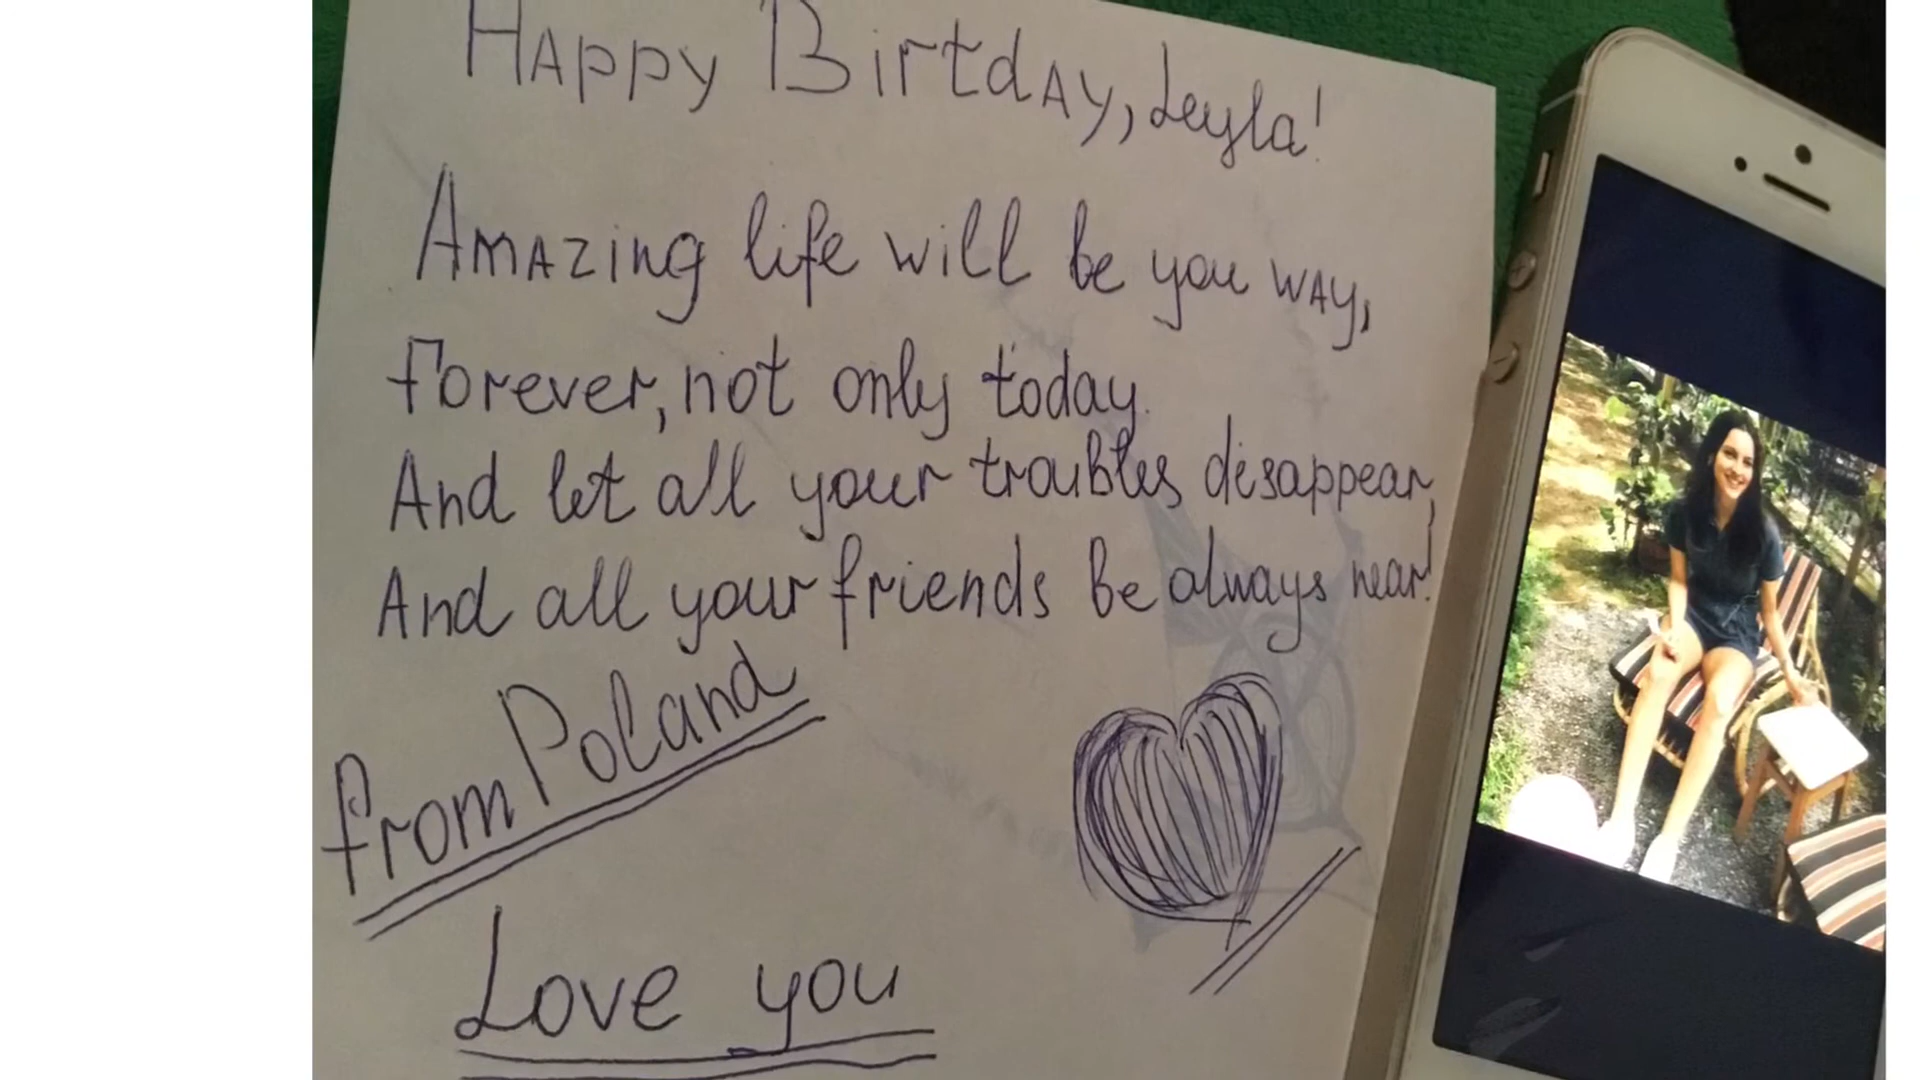 Happy Birtday, Leyla!
Amazing life will be you way,
Forever, not only today.
And let all your troubles disappear,
And all your friends be always near!
from Poland
Love you